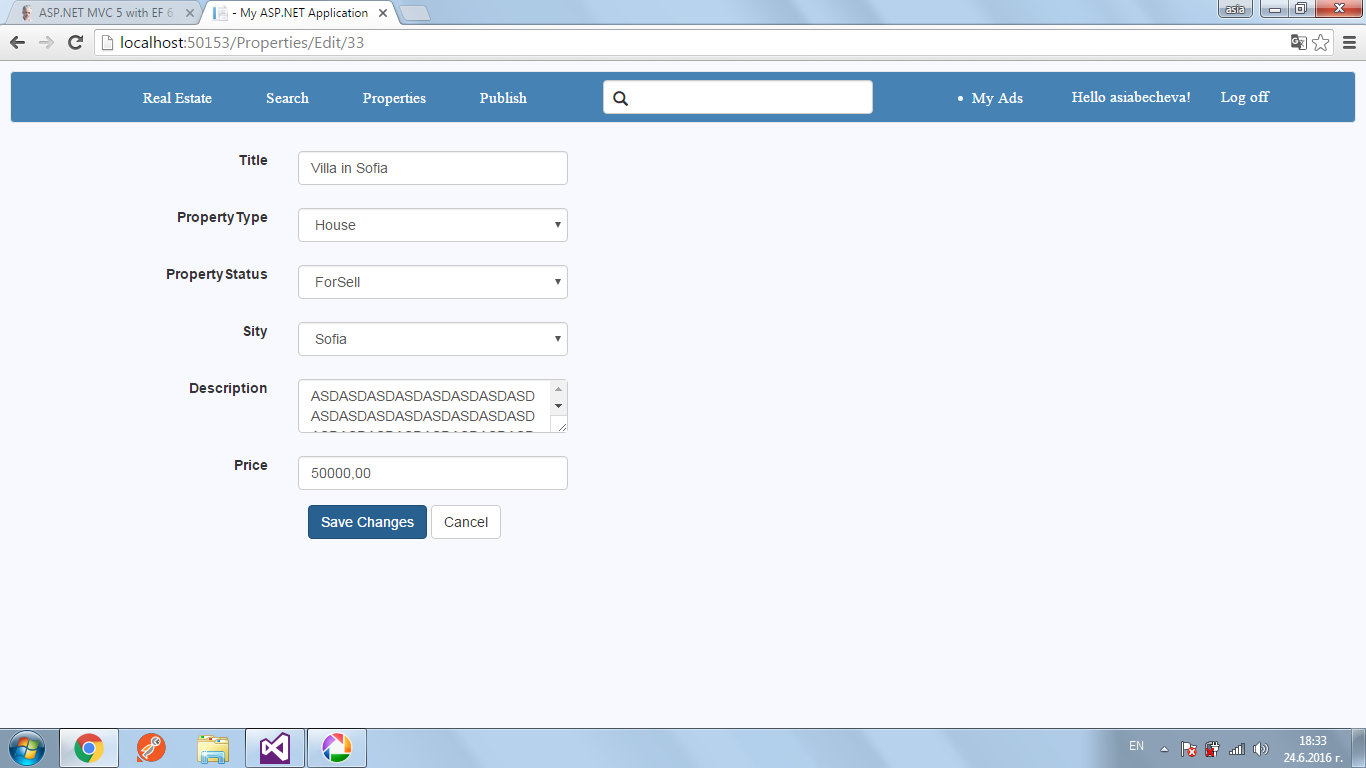 ASP.NET MVC 5 with EF 6
- My ASP.NET Application
asia
localhost:50153/Properties/Edit/33
Real Estate
Search
Properties
Publish
My Ads
Hello asiabecheva!
Log off
Title
Villa in Sofia
PropertyType
House
PropertyStatus
ForSell
Sity
Sofia
Description
ASDASDASDASDASDASDASDASD
ASDASDASDASDASDASDASDASD
Price
50000,00
Save Changes
Cancel
EN
18:33
24.6.2016 г.